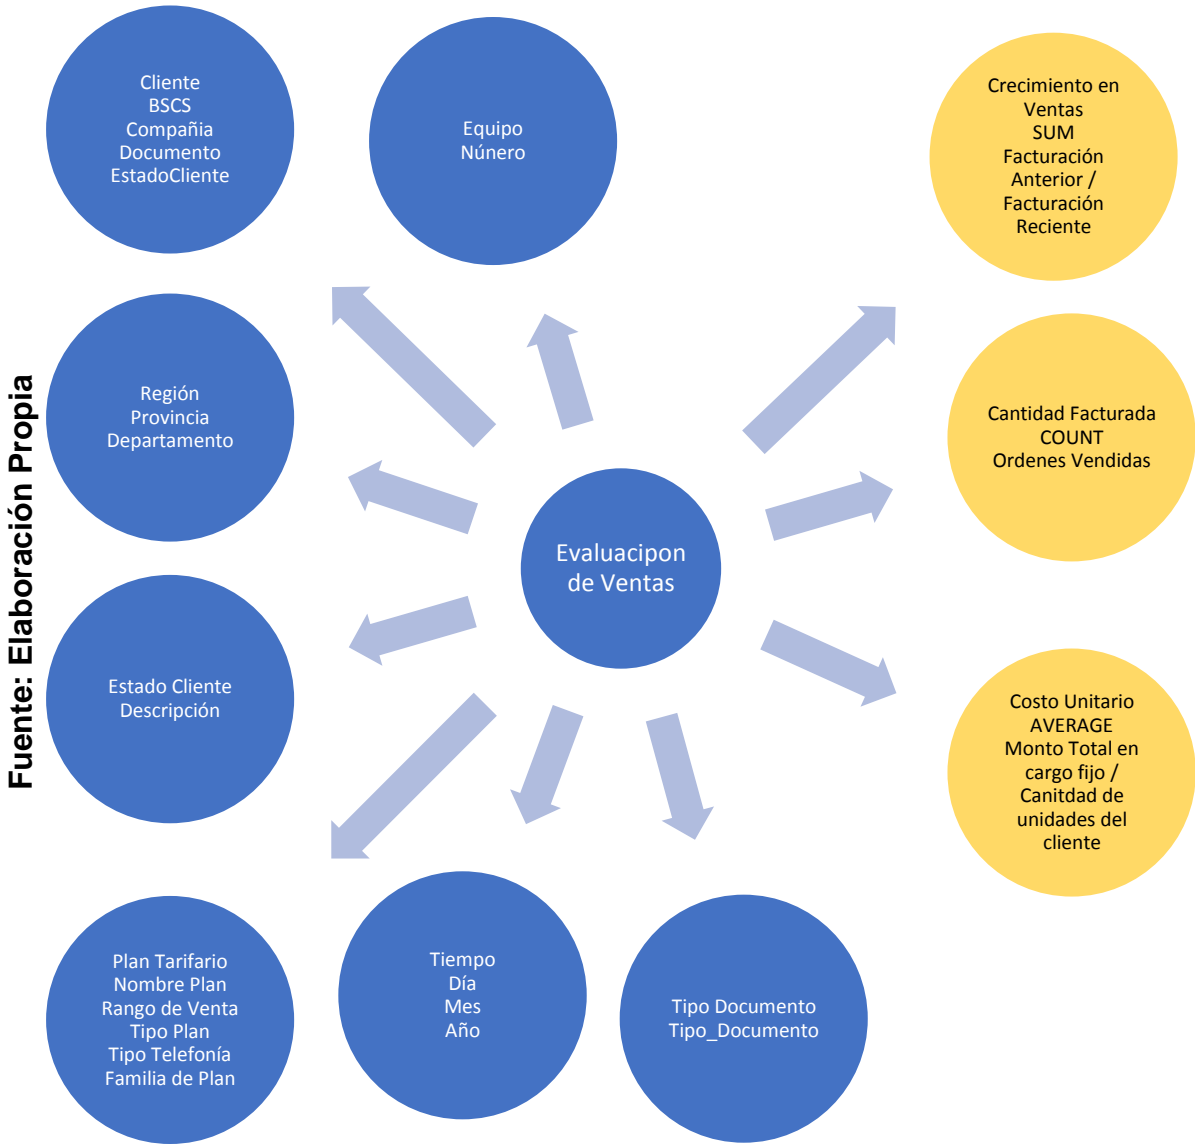 Cliente
BSCS
Compañia
Documento
EstadoCliente
Equipo
Núnero
Crecimiento en
Ventas
SUM
Facturación
Anterior /
Facturación
Reciente
Región
Provincia
Departamento
Cantidad Facturada
COUNT
Ordenes Vendidas
Evaluacipon
de Ventas
Estado Cliente
Descripción
Costo Unitario
AVERAGE
Monto Total en
cargo fijo /
Canitdad de
unidades del
cliente
Plan Tarifario
Nombre Plan
Rango de Venta
Tipo Plan
Tipo Telefonía
Familia de Plan
Tiempo
Día
Mes
Año
Tipo Documento
Tipo_Documento
Fuente: Elaboración Propia